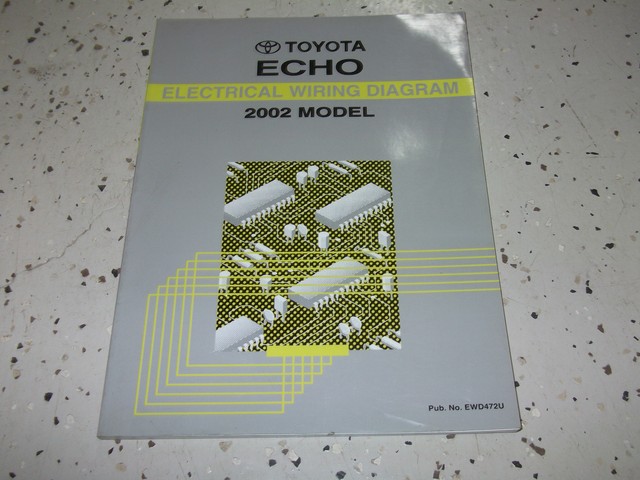 TOYOTA
ECHO
ELECTRICAL WIRING DIAGRAM
2002 MODEL
Pub. No. EWD472U